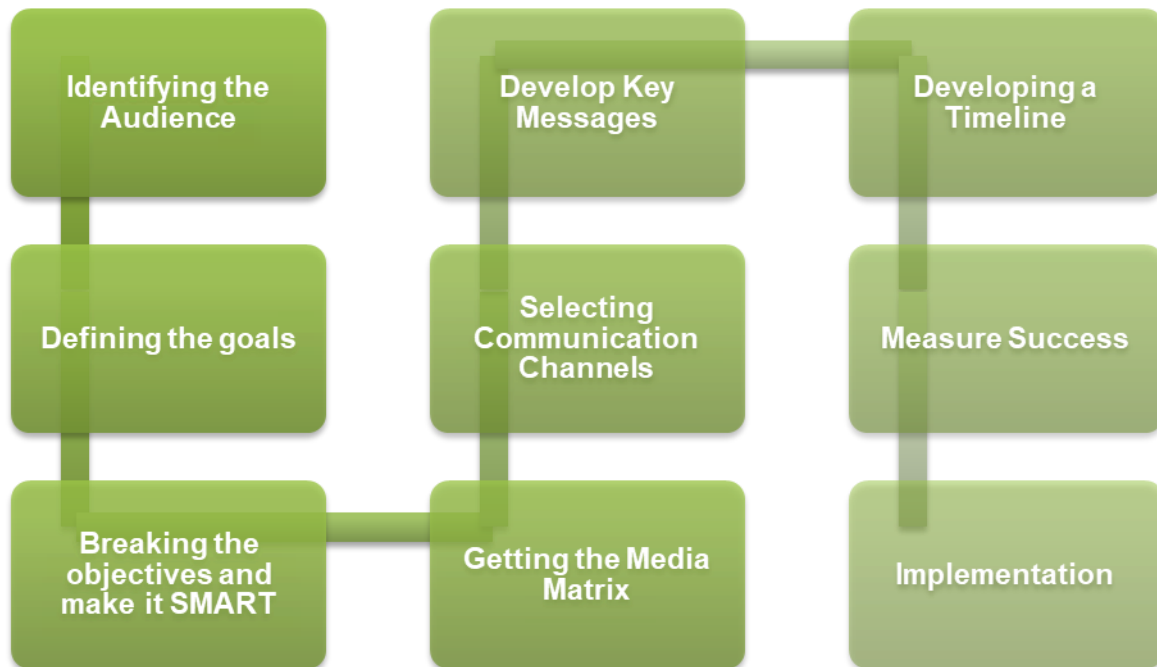 Identifying the
Audience
Defining the goals
Breaking the
objectives and
make it SMART
Getting the Media
Matrix
Selecting
Communication
Channels
Develop Key
Messages
Developing a
Timeline
Measure Success
Implementation